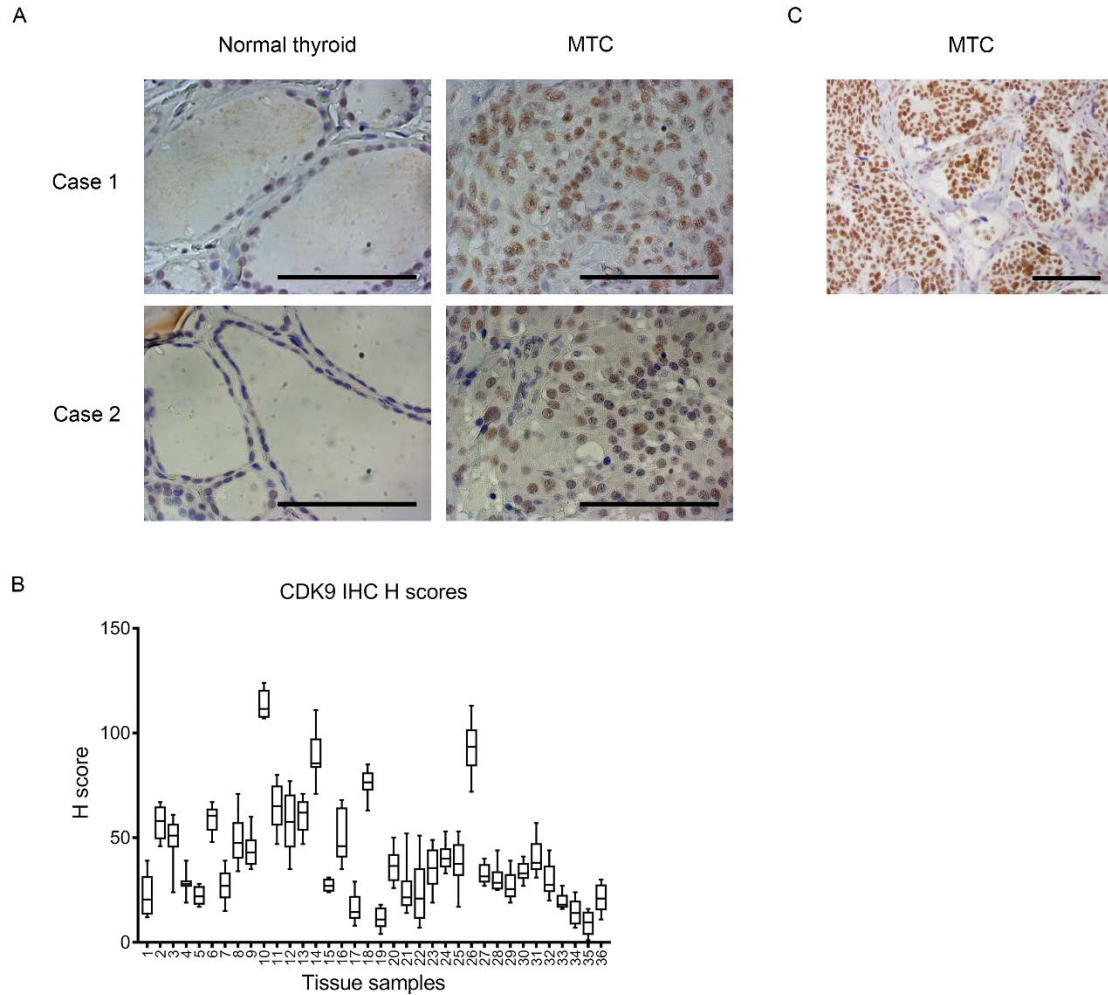 A
C
Normal thyroid
MTC
MTC
Case 1
Case 2
B
CDK9 IHC H scores
150
100
50
0
H score
1 2 3 4 5 6 7 8 9 10 11 12 13 14 15 16 17 18 19 20 21 22 23 24 25 26 27 28 29 30 31 32 33 34 35 36
Tissue samples